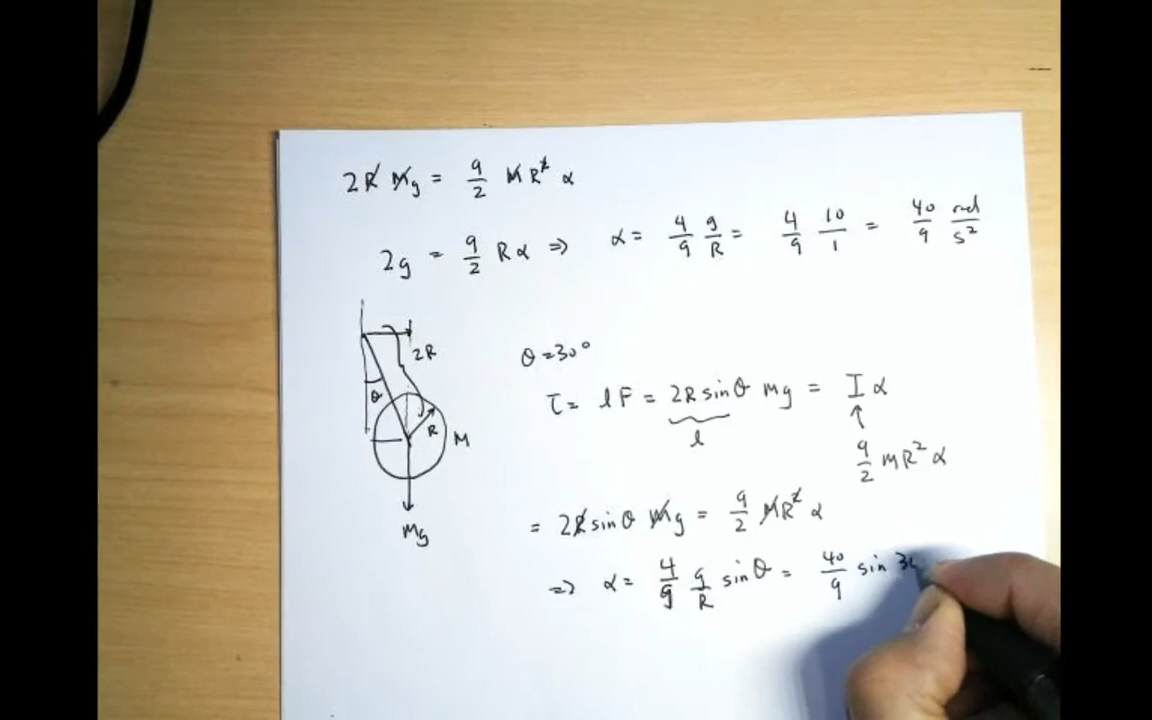 2R Mg = 9/2 MR² α
2g = 9/2 Rα ⇒ α = 4/9 g/R = 4/9 10/1 = 40/9 rad/s²
2R
θ = 30°
θ
τ = lF = 2R sinθ mg = I α
R
M
l
↑
9/2 MR² α
Mg
= 2R sinθ Mg = 9/2 MR² α
⇒ α = 4/9 g/R sinθ = 40/9 sin 3